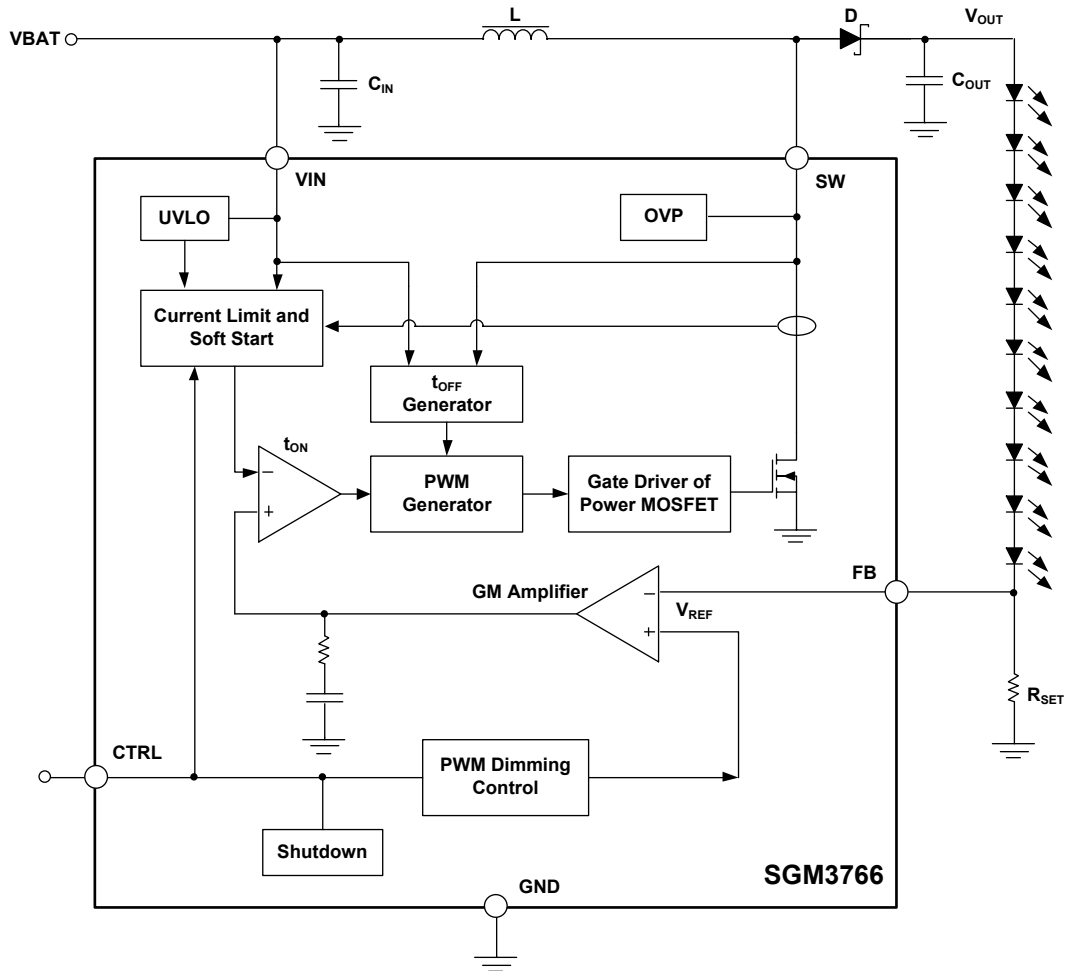 VBAT
L
D
VOUT
CIN
COUT
VIN
SW
UVLO
OVP
Current Limit and
Soft Start
tOFF
Generator
tON
−
+
PWM
Generator
Gate Driver of
Power MOSFET
FB
GM Amplifier
−
VREF
+
RSET
CTRL
PWM Dimming
Control
Shutdown
SGM3766
GND